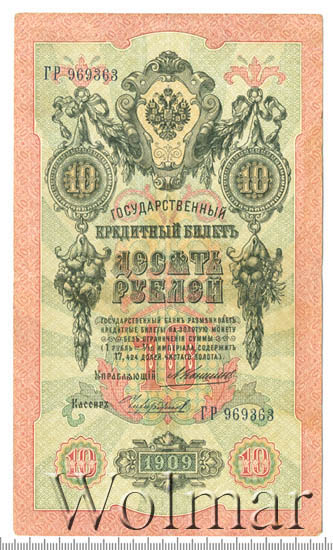 ГР 969363
10 10
ГОСУДАРСТВЕННЫЙ
КРЕДИТНЫЙ БИЛЕТЪ
ДЕСЯТЬ
РУБЛЕЙ
ГОСУДАРСТВЕННЫЙ БАНКЪ РАЗМѢНИВАЕТЪ
КРЕДИТНЫЕ БИЛЕТЫ НА ЗОЛОТУЮ МОНЕТУ
БЕЗЪ ОГРАНИЧЕНІЯ СУММЫ
(1 РУБЛЬ = 1/15 ИМПЕРІАЛА, СОДЕРЖИТЪ
17,424 ДОЛЕЙ ЧИСТАГО ЗОЛОТА)
УПРАВЛЯЮЩІЙ
Кассиръ
ГР 969363
10 1909 10
Wolmar